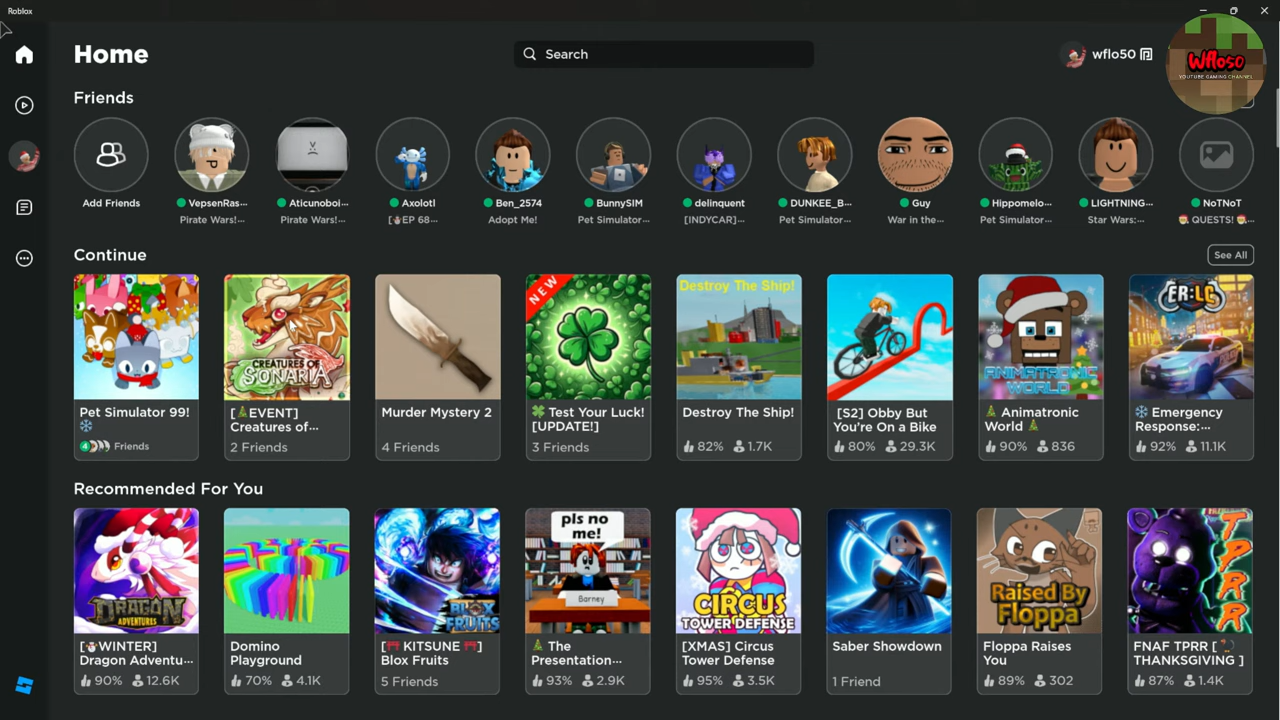 Roblox
Home
Search
wflo50
Wflo50
YOUTUBE GAMING CHANNEL
Friends
Add Friends
VepsenRas...
Pirate Wars!...
Aticunoboi...
Pirate Wars!...
Axolotl
[⛄EP 68...
Ben_2574
Adopt Me!
BunnySIM
Pet Simulator...
delinquent
[INDYCAR]...
DUNKEE_B...
Pet Simulator...
Guy
War in the...
Hippomelo...
Pet Simulator...
LIGHTNING...
Star Wars:...
NoTNoT
🎅 QUESTS! 🎅...
Continue
See All
CREATURES OF
SONARIA
NEW
Destroy The Ship!
ANIMATRONIC
WORLD
ER:LC
Pet Simulator 99!
❄️
4 Friends
[🎄EVENT]
Creatures of...
2 Friends
Murder Mystery 2
4 Friends
🍀 Test Your Luck!
[UPDATE!]
3 Friends
Destroy The Ship!
82% 1.7K
[S2] Obby But
You're On a Bike
80% 29.3K
🎄 Animatronic
World 🎄
90% 836
❄️ Emergency
Response:...
92% 11.1K
Recommended For You
DRAGON
ADVENTURES
BLOX
FRUITS
pls no
me!
Barney
CIRCUS
TOWER DEFENSE
Raised By
Floppa
TPRR
[⛄WINTER]
Dragon Adventu...
90% 12.6K
Domino
Playground
70% 4.1K
[⛩️ KITSUNE ⛩️]
Blox Fruits
5 Friends
🎄 The
Presentation...
93% 2.9K
[XMAS] Circus
Tower Defense
95% 3.5K
Saber Showdown
1 Friend
Floppa Raises
You
89% 302
FNAF TPRR [🦃
THANKSGIVING ]
87% 1.4K